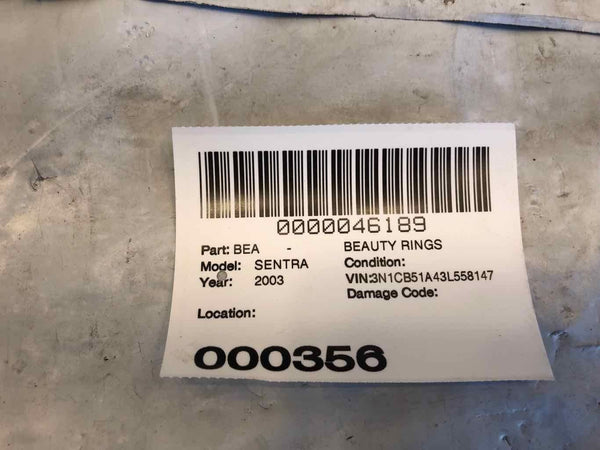 0000046189
Part: BEA - BEAUTY RINGS
Model: SENTRA Condition:
Year: 2003 VIN:3N1CB51A43L558147
Damage Code:
Location:
000356